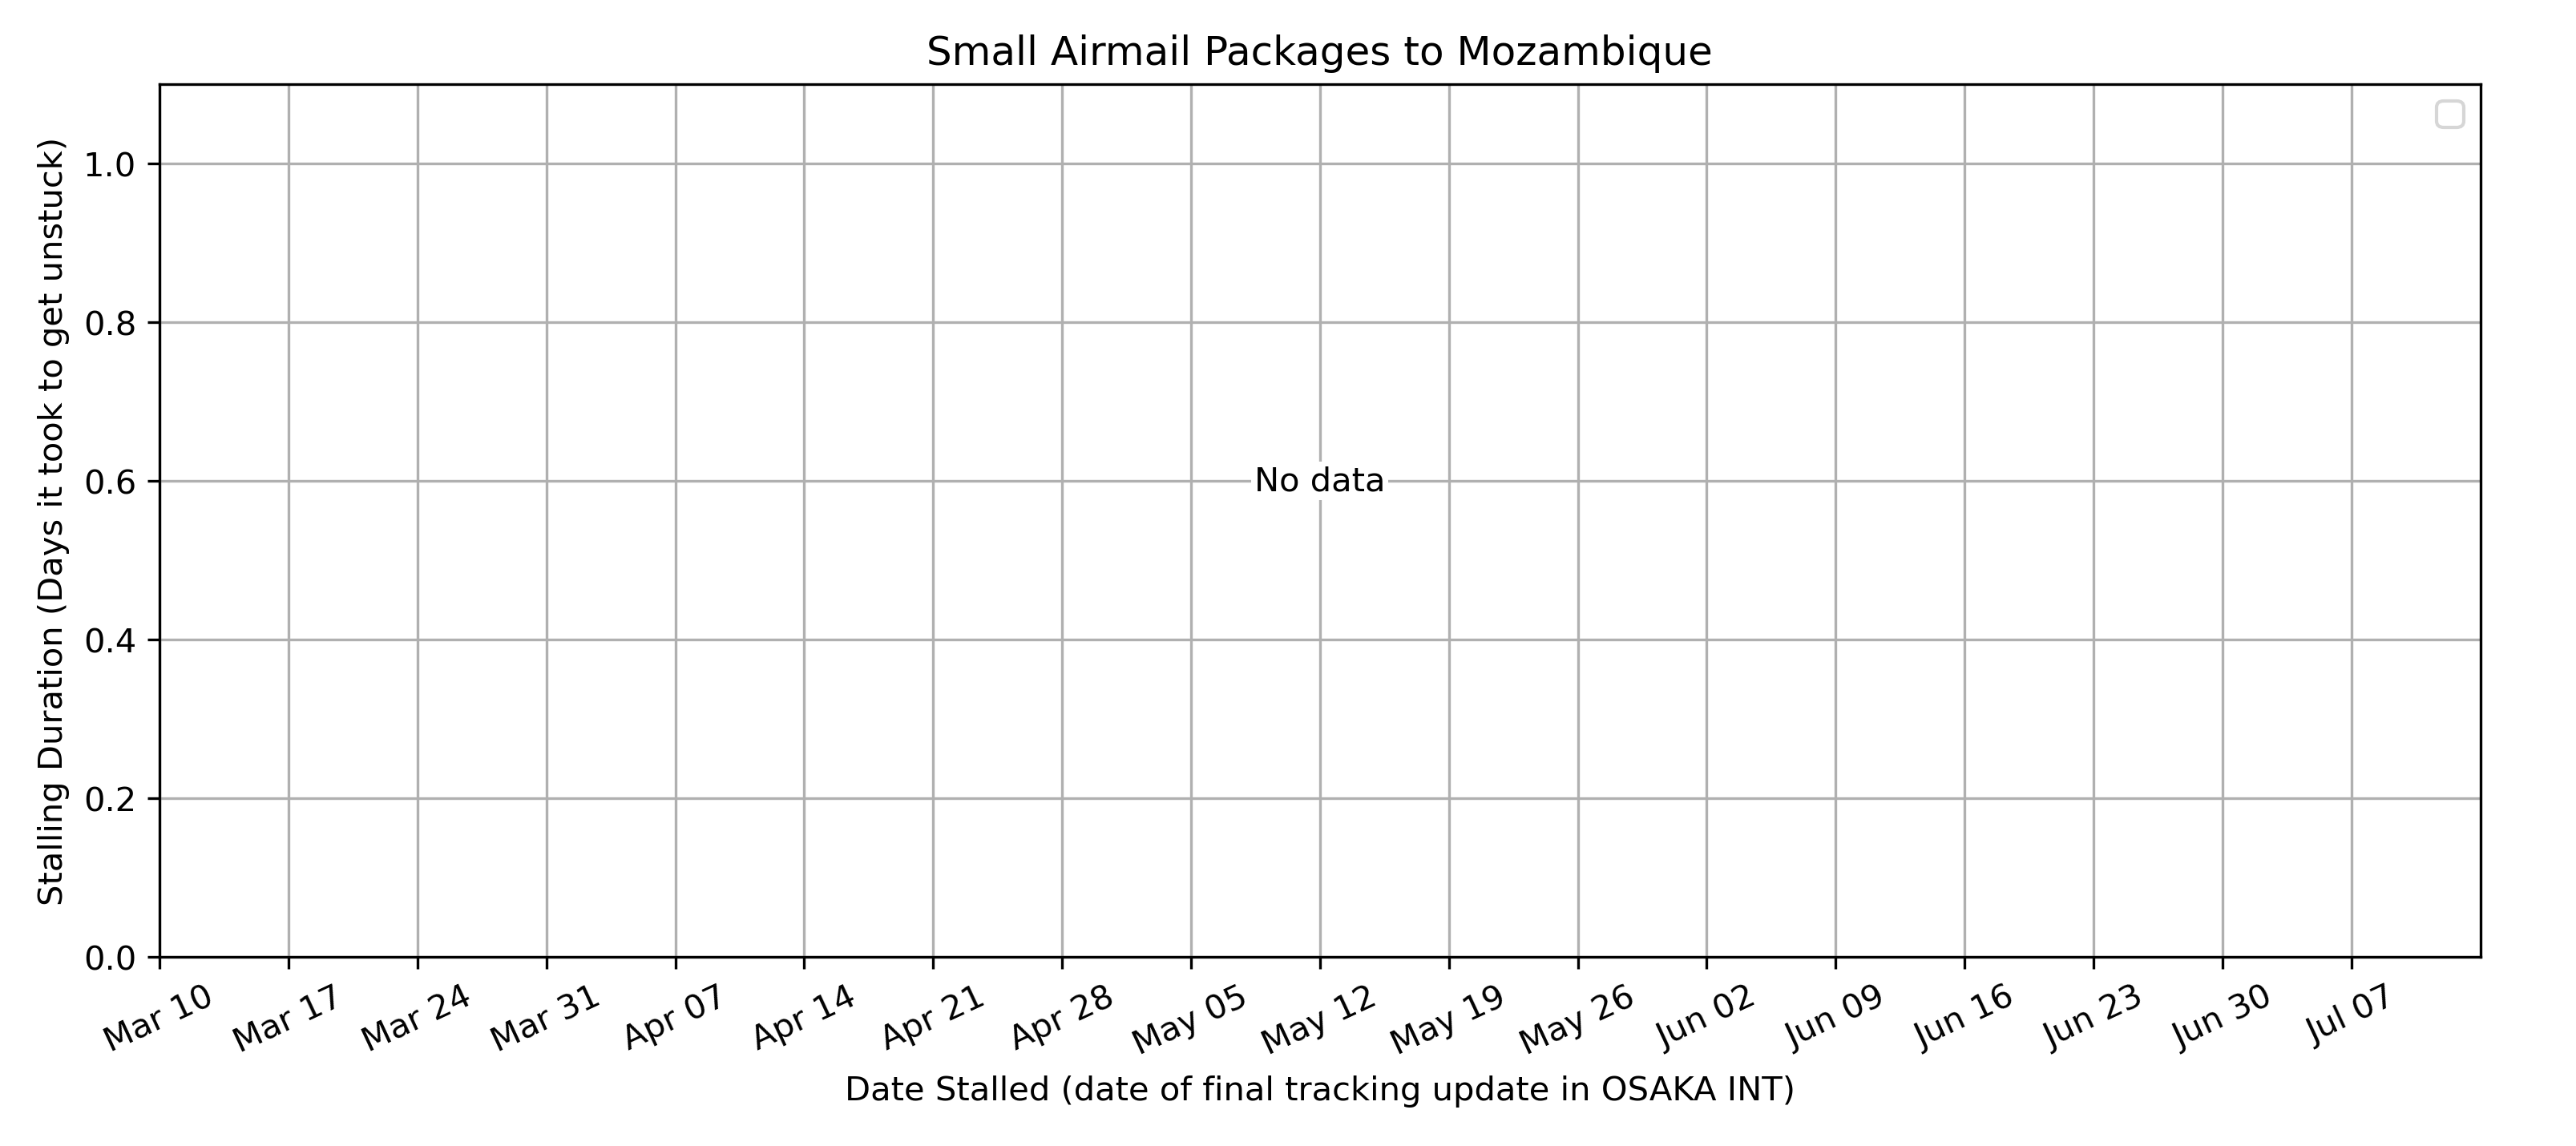 Small Airmail Packages to Mozambique
Stalling Duration (Days it took to get unstuck)
1.0
0.8
0.6
0.4
0.2
0.0
No data
Mar 10
Mar 17
Mar 24
Mar 31
Apr 07
Apr 14
Apr 21
Apr 28
May 05
May 12
May 19
May 26
Jun 02
Jun 09
Jun 16
Jun 23
Jun 30
Jul 07
Date Stalled (date of final tracking update in OSAKA INT)